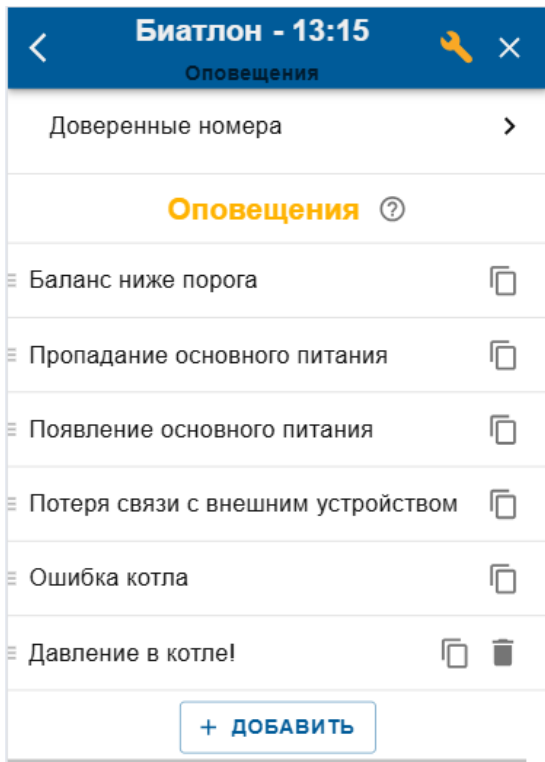 Биатлон - 13:15
Оповещения
Доверенные номера
Оповещения
Баланс ниже порога
Пропадание основного питания
Появление основного питания
Потеря связи с внешним устройством
Ошибка котла
Давление в котле!
+ ДОБАВИТЬ